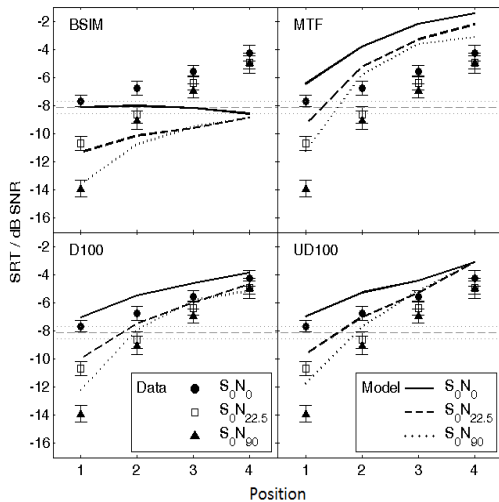 BSIM
MTF
-2
-4
-6
-8
-10
-12
-14
-16
D100
UD100
-2
-4
-6
-8
-10
-12
-14
-16
SRT / dB SNR
Data
S0N0
S0N22.5
S0N90
Model
S0N0
S0N22.5
S0N90
1 2 3 4
1 2 3 4
Position